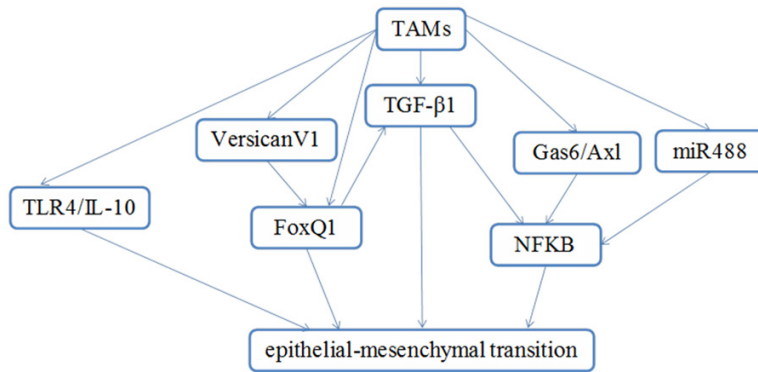 TAMs
TGF-β1
VersicanV1
Gas6/Axl
miR488
TLR4/IL-10
FoxQ1
NFKB
epithelial-mesenchymal transition